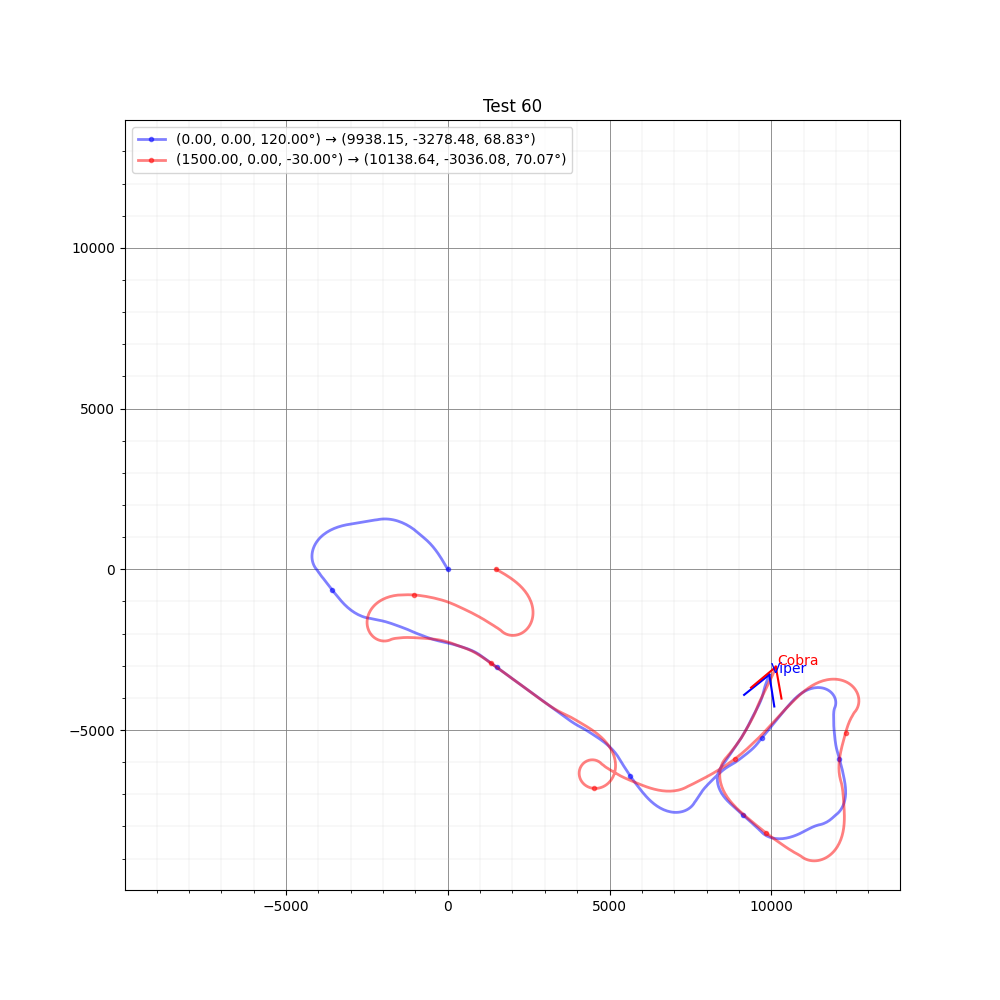 Test 60
(0.00, 0.00, 120.00°) → (9938.15, -3278.48, 68.83°)
(1500.00, 0.00, -30.00°) → (10138.64, -3036.08, 70.07°)
10000
5000
0
−5000
Cobra
Viper
−5000
0
5000
10000